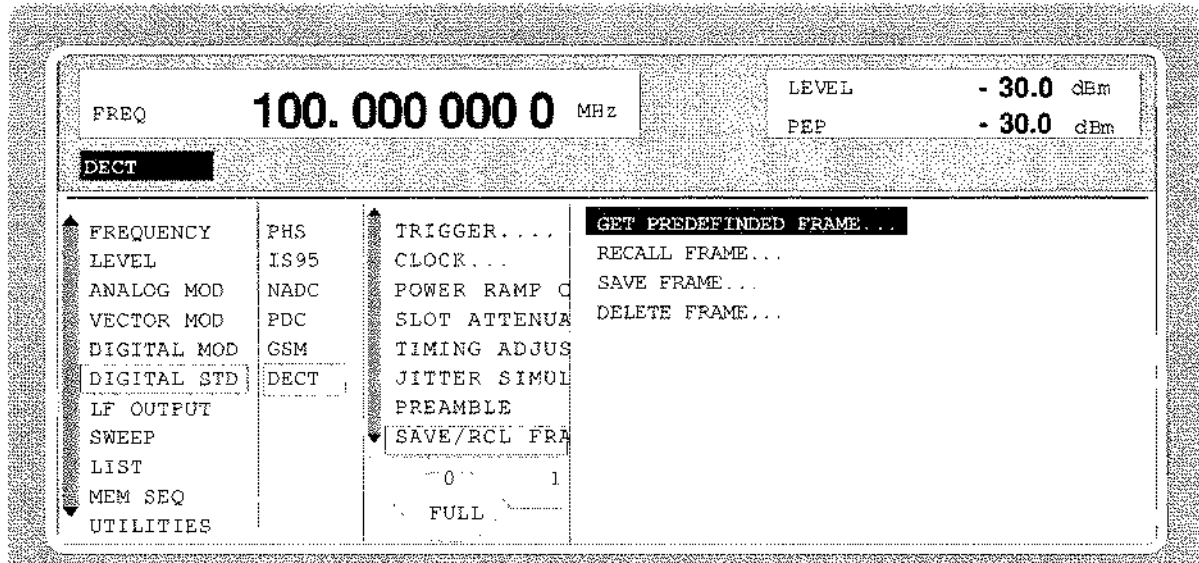 FREQ 100. 000 000 0 MHz
LEVEL - 30.0 dBm
PEP - 30.0 dBm
DECT
FREQUENCY
LEVEL
ANALOG MOD
VECTOR MOD
DIGITAL MOD
DIGITAL STD
LF OUTPUT
SWEEP
LIST
MEM SEQ
UTILITIES
PHS
IS95
NADC
PDC
GSM
DECT
TRIGGER....
CLOCK...
POWER RAMP C
SLOT ATTENUA
TIMING ADJUS
JITTER SIMUL
PREAMBLE
SAVE/RCL FRA
0 1
FULL
GET PREDEFINDED FRAME...
RECALL FRAME...
SAVE FRAME...
DELETE FRAME...